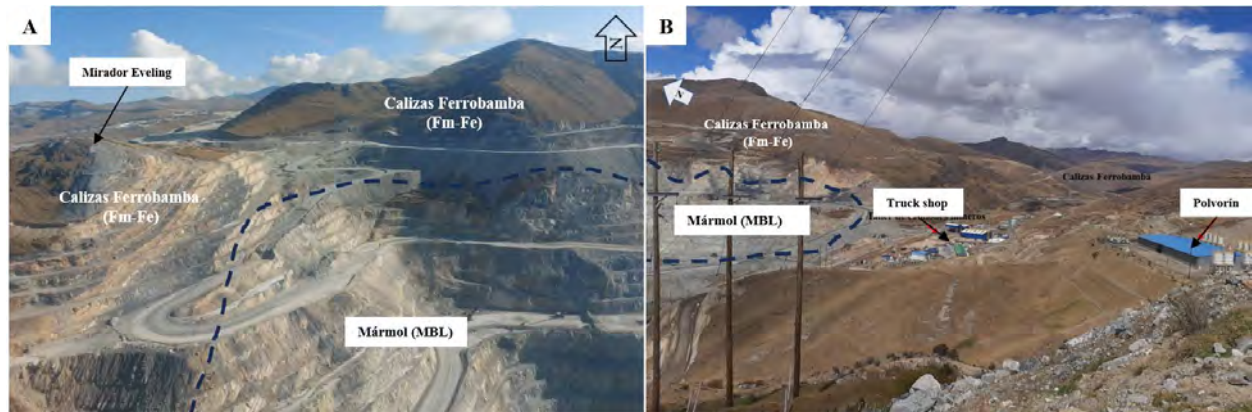 A
N
Mirador Eveling
Calizas Ferrobamba
(Fm-Fe)
Calizas Ferrobamba
(Fm-Fe)
Mármol (MBL)
B
N
Calizas Ferrobamba
(Fm-Fe)
Calizas Ferrobamba
Mármol (MBL)
Truck shop
Polvorín